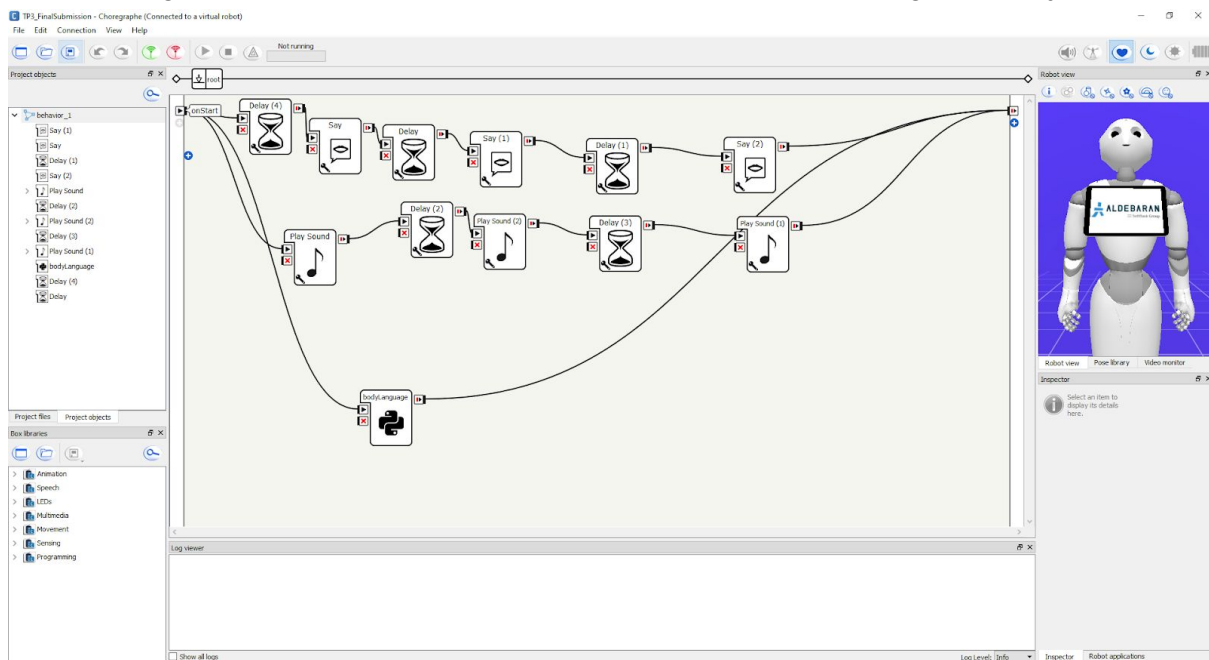 TP3_FinalSubmission - Choregraphe (Connected to a virtual robot)
File Edit Connection View Help
Not running
Project objects
behavior_1
Say (1)
Say
Delay (1)
Say (2)
Play Sound
Delay (2)
Play Sound (2)
Delay (3)
Play Sound (1)
bodyLanguage
Delay (4)
Delay
Project files Project objects
Box libraries
Animation
Speech
LEDs
Multimedia
Movement
Sensing
Programming
root
onStart
Delay (4)
Say
Delay
Say (1)
Delay (1)
Say (2)
Play Sound
Delay (2)
Play Sound (2)
Delay (3)
Play Sound (1)
bodyLanguage
Log viewer
Show all logs
Log Level: Info
Robot view
ALDEBARAN
Robot view Pose library Video monitor
Inspector
Select an item to
display its details
here.
Inspector Robot applications